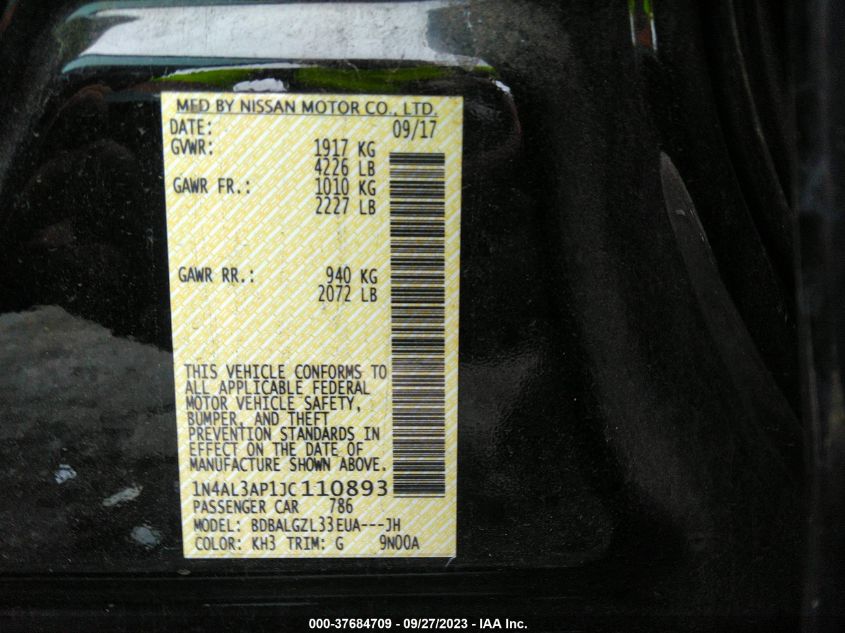 MFD BY NISSAN MOTOR CO., LTD.
DATE: 09/17
GVWR: 1917 KG
4226 LB
GAWR FR.: 1010 KG
2227 LB
GAWR RR.: 940 KG
2072 LB
THIS VEHICLE CONFORMS TO
ALL APPLICABLE FEDERAL
MOTOR VEHICLE SAFETY,
BUMPER, AND THEFT
PREVENTION STANDARDS IN
EFFECT ON THE DATE OF
MANUFACTURE SHOWN ABOVE.
1N4AL3AP1JC110893
PASSENGER CAR 786
MODEL: BDBALGZL33EUA---JH
COLOR: KH3 TRIM: G 9N00A
000-37684709 - 09/27/2023 - IAA Inc.